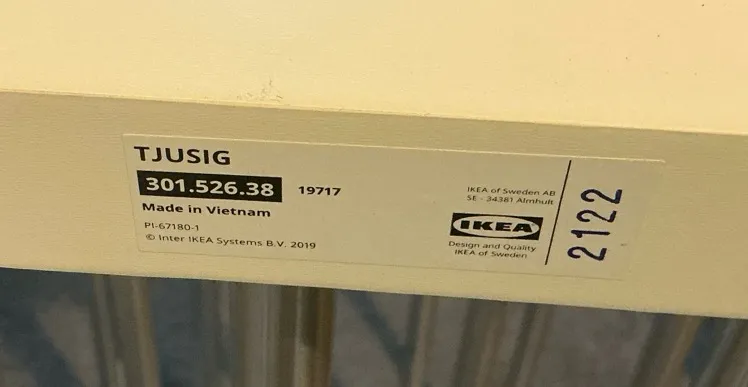 TJUSIG
301.526.38 19717
Made in Vietnam
PI-67180-1
© Inter IKEA Systems B.V. 2019
IKEA of Sweden AB
SE - 34381 Älmhult
IKEA
Design and Quality
IKEA of Sweden
2122